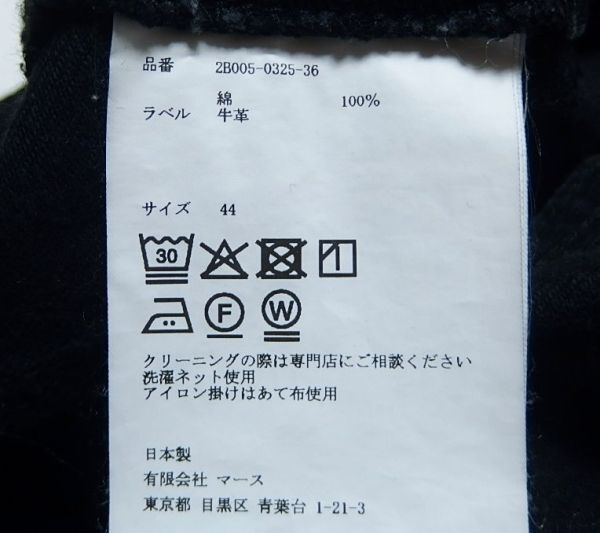 品番 2B005-0325-36
綿 100%
ラベル 牛革
サイズ 44
30
F W
クリーニングの際は専門店にご相談ください
洗濯ネット使用
アイロン掛けはあて布使用
日本製
有限会社 マース
東京都 目黒区 青葉台 1-21-3